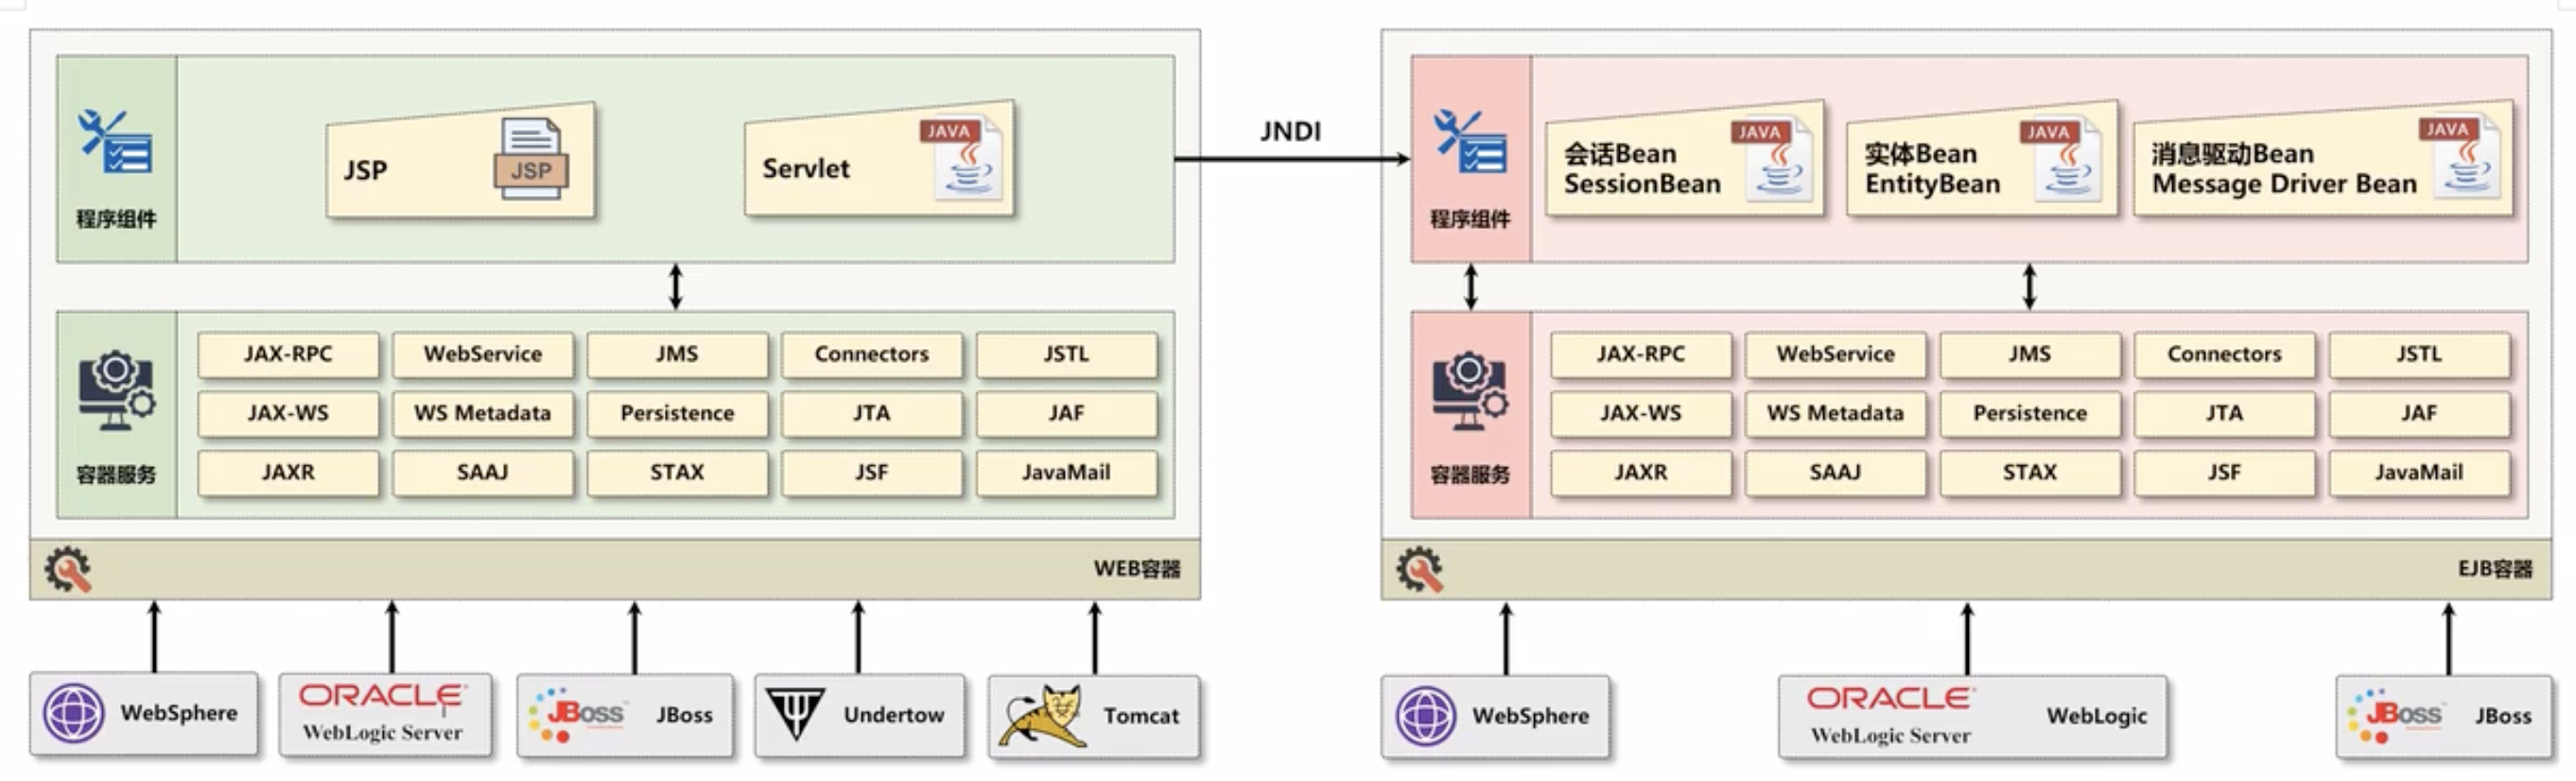 JSP
JSP
Servlet
JAVA
程序组件
JNDI
会话Bean
SessionBean
JAVA
实体Bean
EntityBean
JAVA
消息驱动Bean
Message Driver Bean
JAVA
程序组件
JAX-RPC
WebService
JMS
Connectors
JSTL
JAX-WS
WS Metadata
Persistence
JTA
JAF
JAXR
SAAJ
STAX
JSF
JavaMail
容器服务
WEB容器
JAX-RPC
WebService
JMS
Connectors
JSTL
JAX-WS
WS Metadata
Persistence
JTA
JAF
JAXR
SAAJ
STAX
JSF
JavaMail
容器服务
EJB容器
WebSphere
ORACLE
WebLogic Server
JBoss
JBoss
Undertow
Tomcat
WebSphere
ORACLE
WebLogic Server
WebLogic
JBoss
JBoss